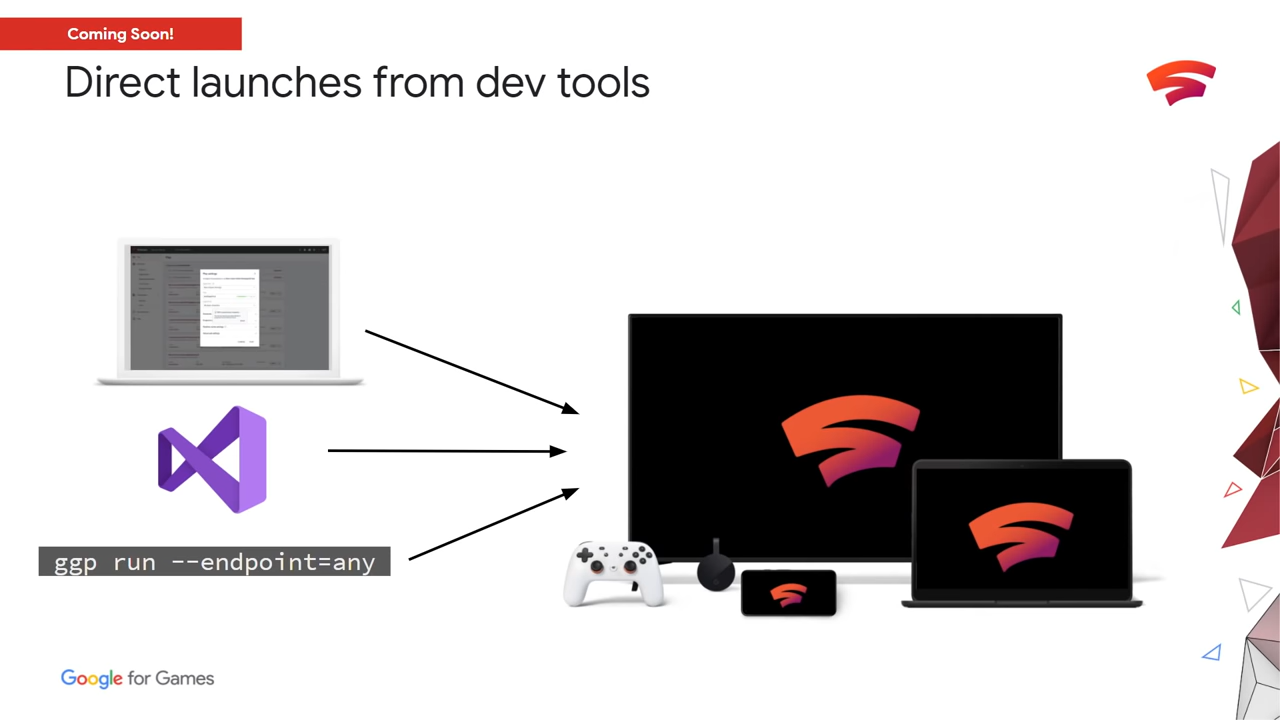 Coming Soon!
Direct launches from dev tools
ggp run --endpoint=any
Google for Games